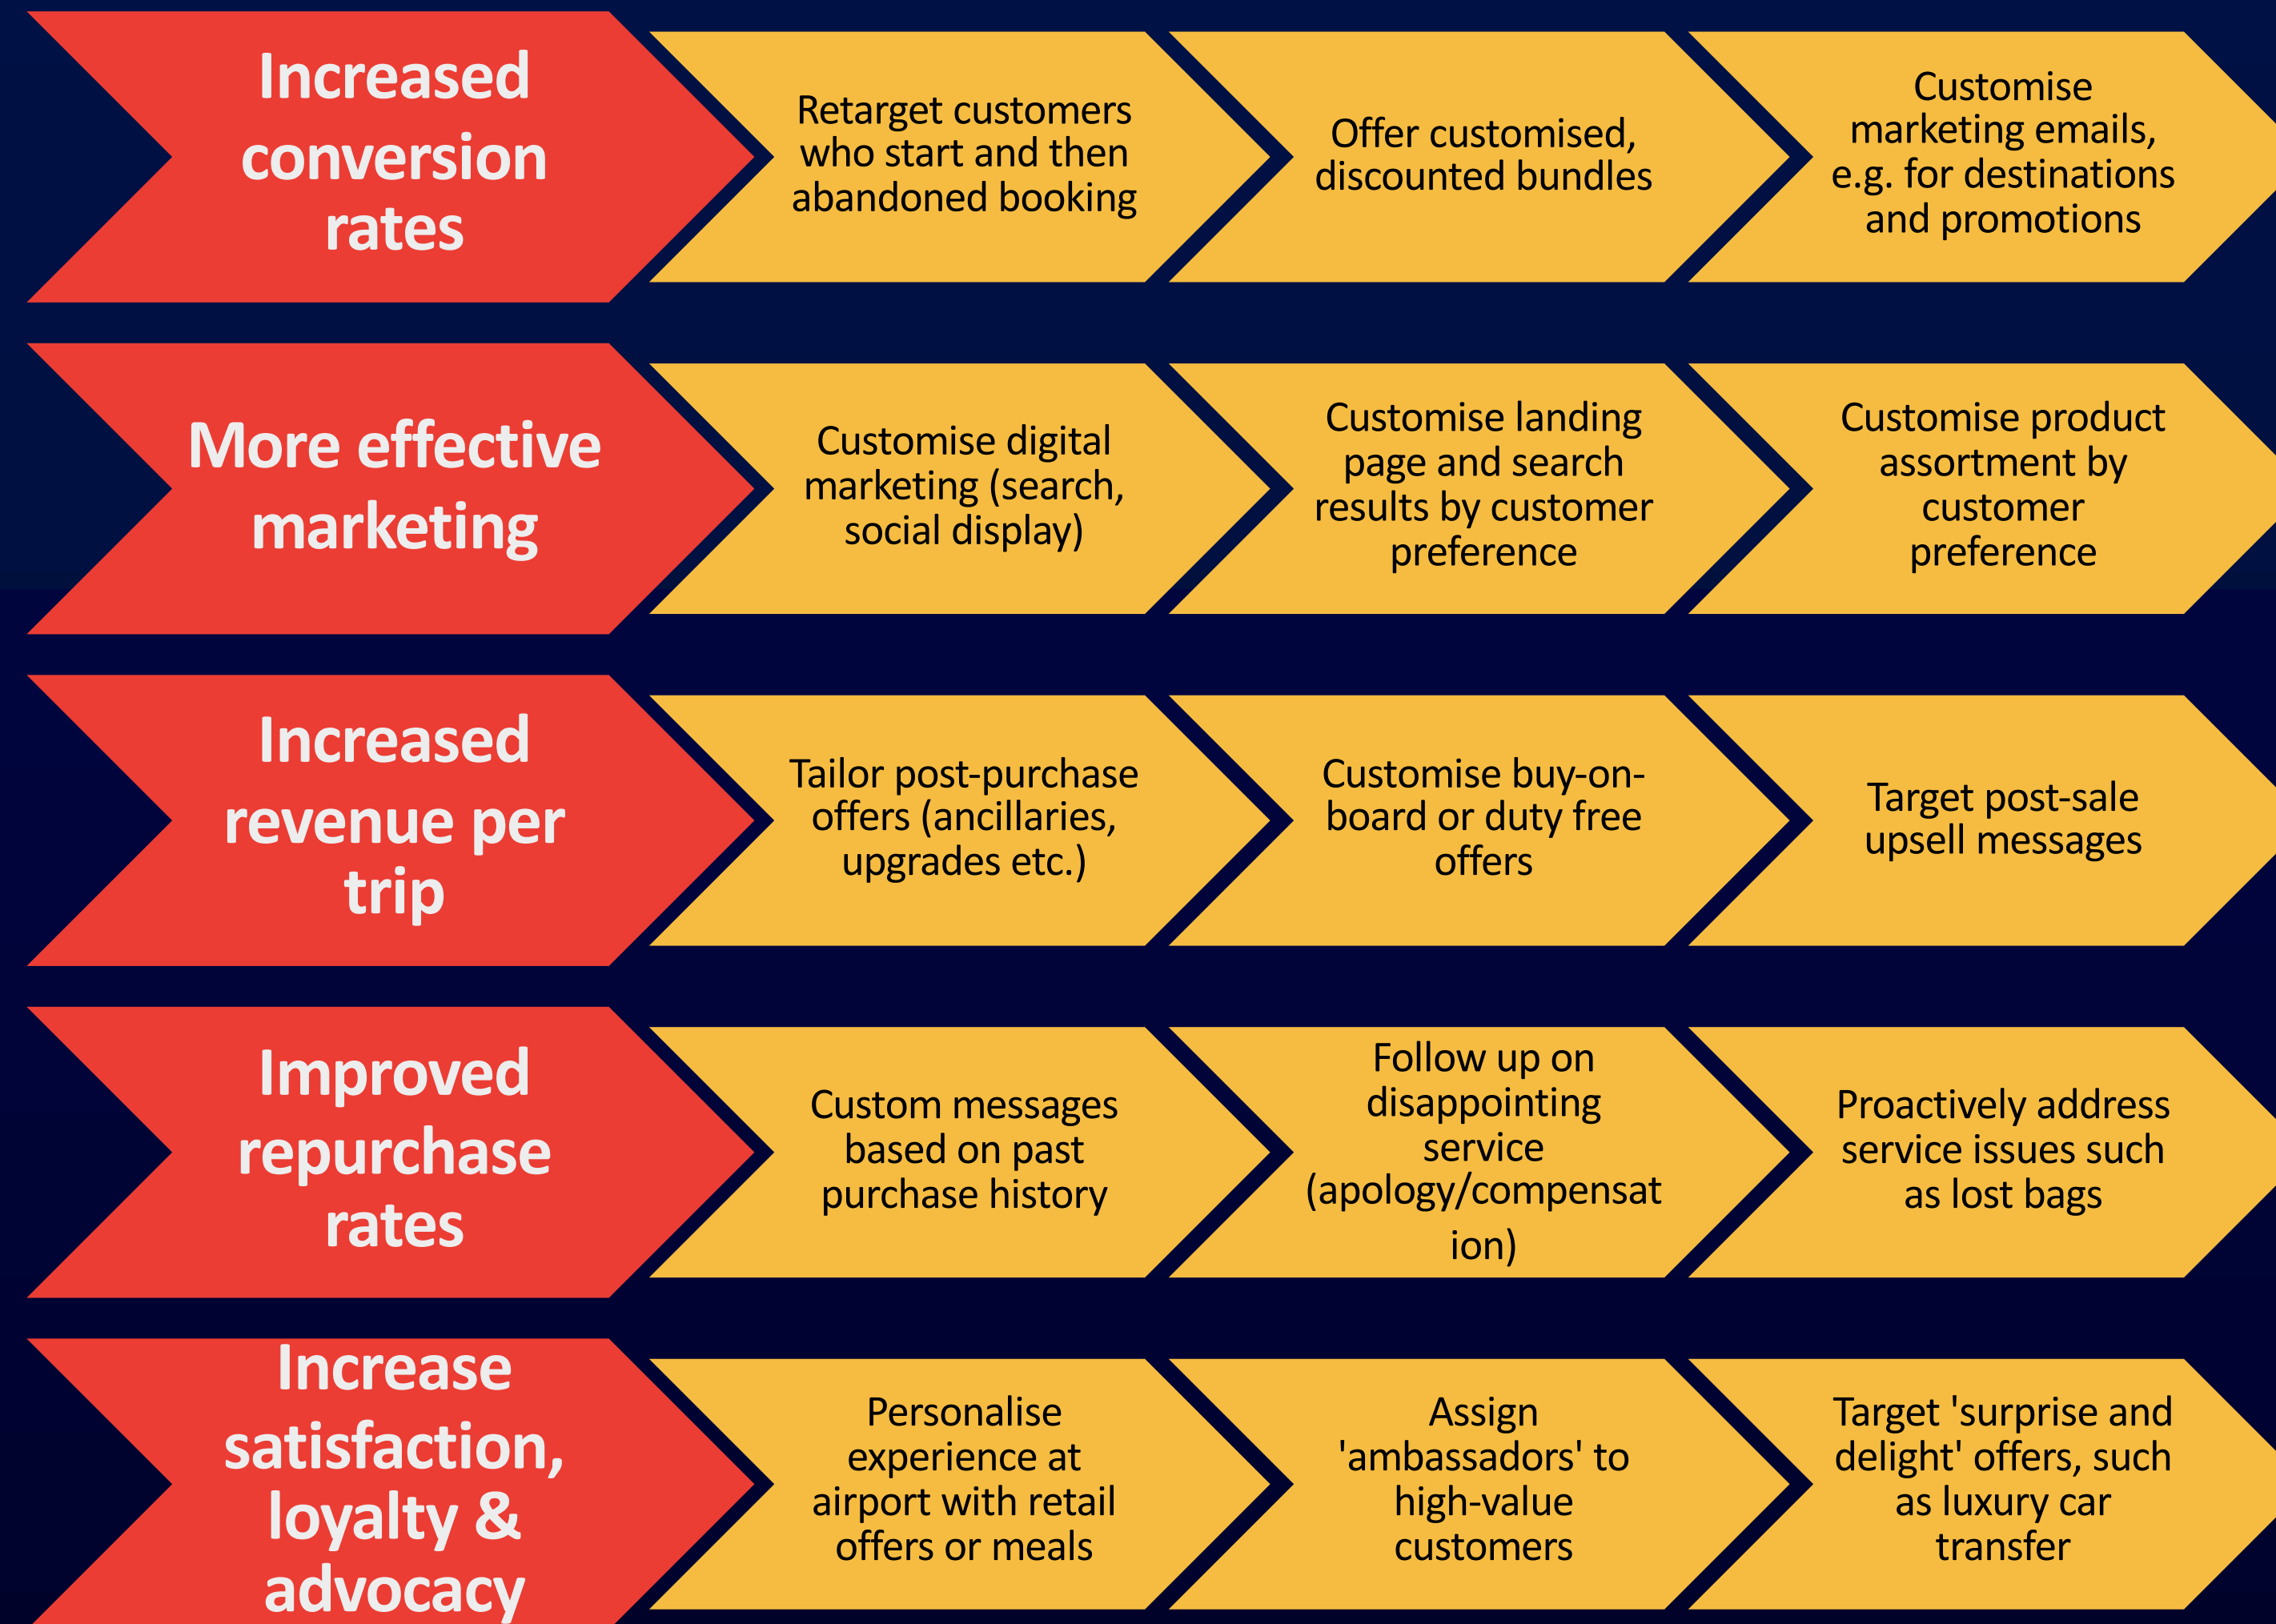 Increased
conversion
rates
Retarget customers
who start and then
abandoned booking
Offer customised,
discounted bundles
Customise
marketing emails,
e.g. for destinations
and promotions
More effective
marketing
Customise digital
marketing (search,
social display)
Customise landing
page and search
results by customer
preference
Customise product
assortment by
customer
preference
Increased
revenue per
trip
Tailor post-purchase
offers (ancillaries,
upgrades etc.)
Customise buy-on-
board or duty free
offers
Target post-sale
upsell messages
Improved
repurchase
rates
Custom messages
based on past
purchase history
Follow up on
disappointing
service
(apology/compensat
ion)
Proactively address
service issues such
as lost bags
Increase
satisfaction,
loyalty &
advocacy
Personalise
experience at
airport with retail
offers or meals
Assign
'ambassadors' to
high-value
customers
Target 'surprise and
delight' offers, such
as luxury car
transfer